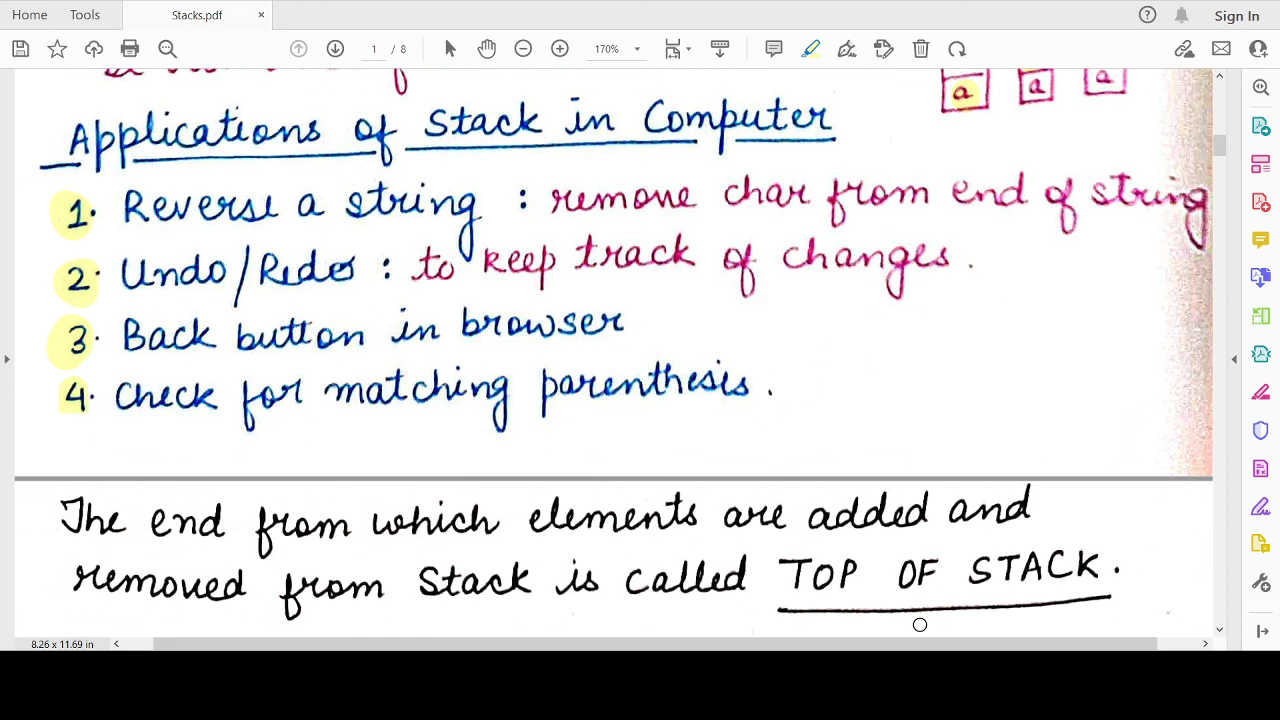 Home Tools Stacks.pdf × Sign In
1 / 8 170%
a a a
Applications of Stack in Computer
1. Reverse a string : remove char from end of string
2. Undo/Redo : to keep track of changes.
3. Back button in browser
4. Check for matching parenthesis.
The end from which elements are added and
removed from Stack is called TOP OF STACK.
8.26 x 11.69 in